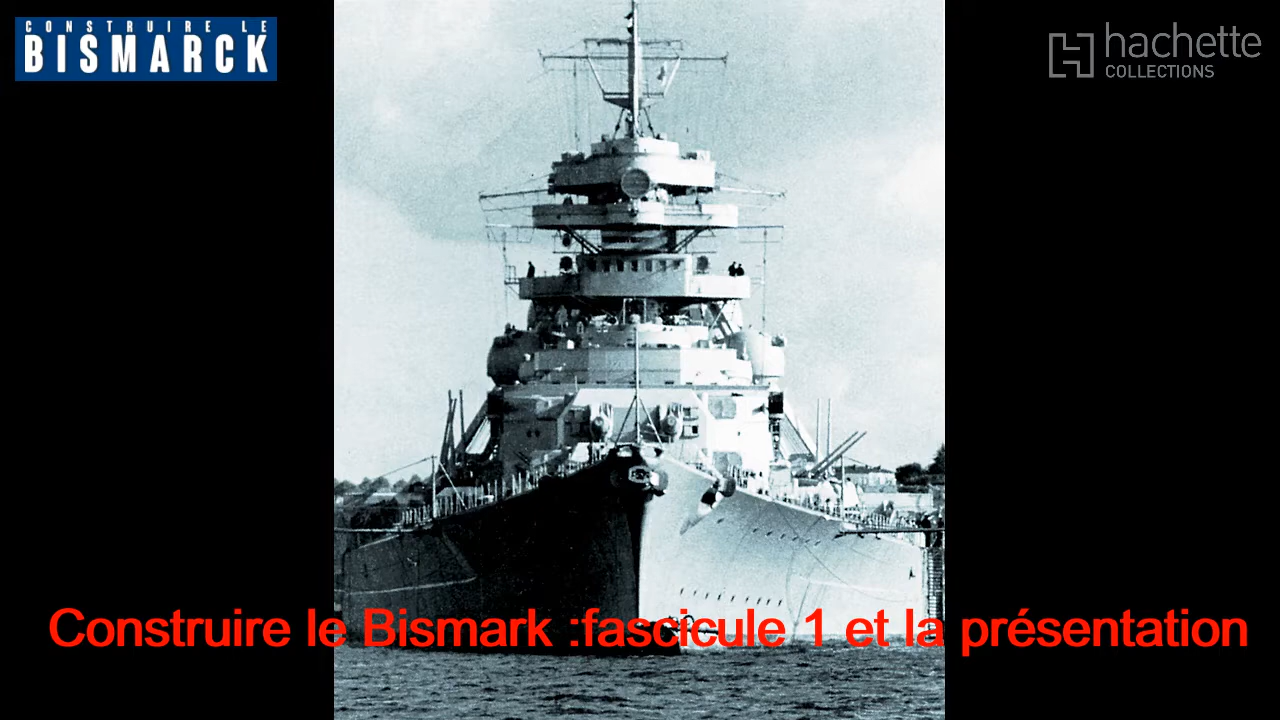 CONSTRUIRE LE
BISMARCK
hachette
COLLECTIONS
Construire le Bismark :fascicule 1 et la présentation